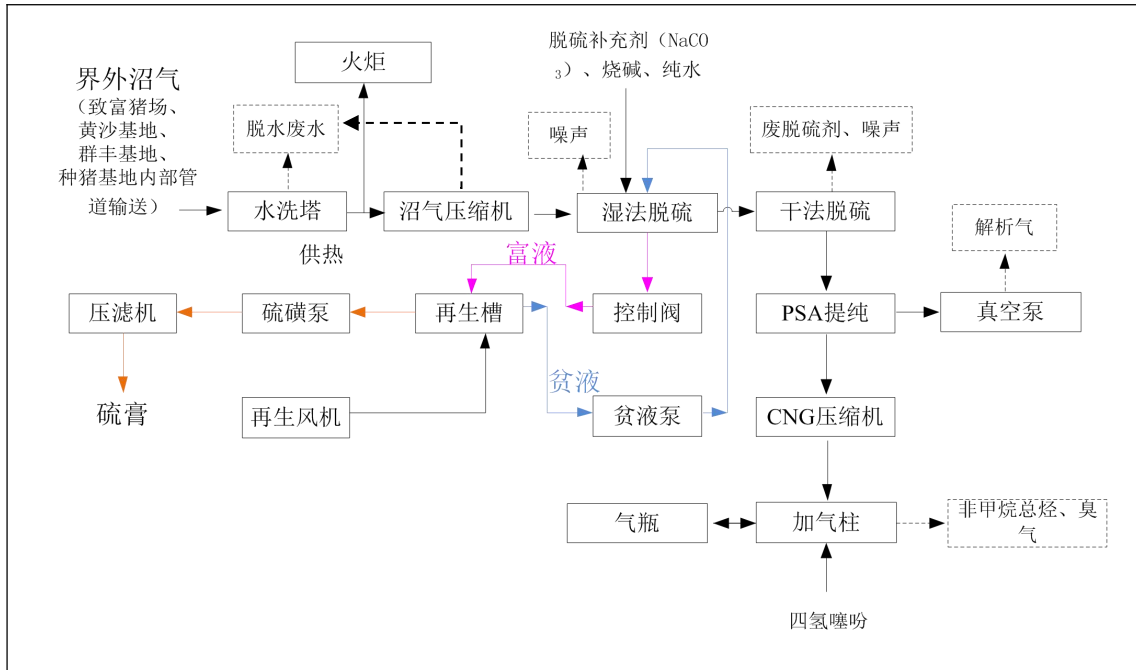 界外沼气
（致富猪场、
黄沙基地、
群丰基地、
种猪基地内部管
道输送）
火炬
脱水废水
水洗塔
供热
沼气压缩机
脱硫补充剂（NaCO
3）、烧碱、纯水
噪声
湿法脱硫
废脱硫剂、噪声
干法脱硫
解析气
富液
压滤机
硫磺泵
再生槽
控制阀
PSA提纯
真空泵
硫膏
再生风机
贫液
贫液泵
CNG压缩机
气瓶
加气柱
非甲烷总烃、臭
气
四氢噻吩